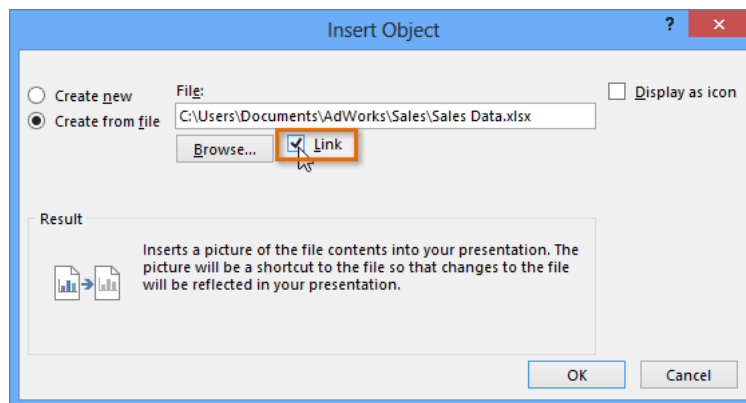 Insert Object
?
Create new
Create from file
File:
C:\Users\Documents\AdWorks\Sales\Sales Data.xlsx
Browse...
Link
Display as icon
Result
Inserts a picture of the file contents into your presentation. The
picture will be a shortcut to the file so that changes to the file
will be reflected in your presentation.
OK
Cancel